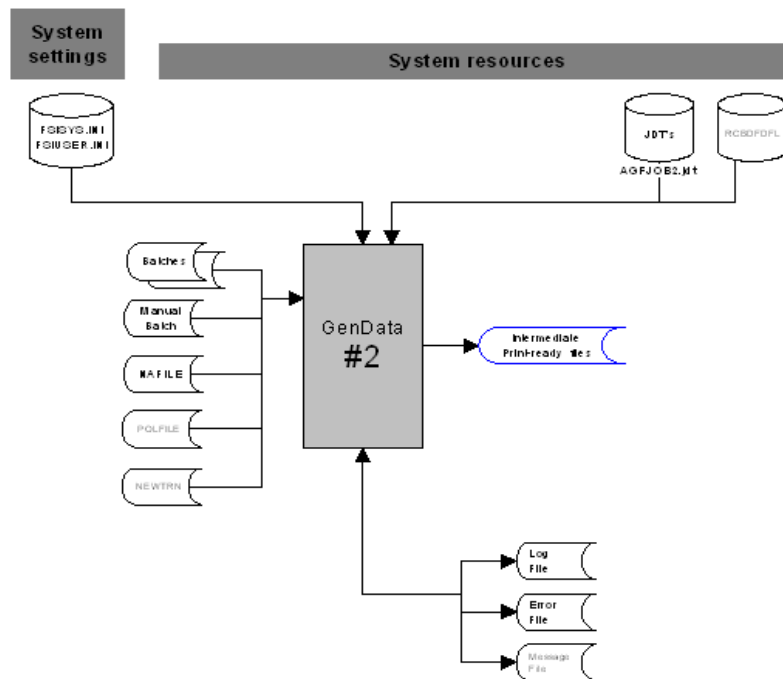 System
settings
System resources
FSISYS.INI
FSIUSER.INI
JDT's
RCBDFDFL
AGFJOB2.jdt
Batches
Manual
Batch
NAFILE
POLFILE
NEWTRN
GenData
#2
Intermediate
Print-ready files
Log
File
Error
File
Message
File